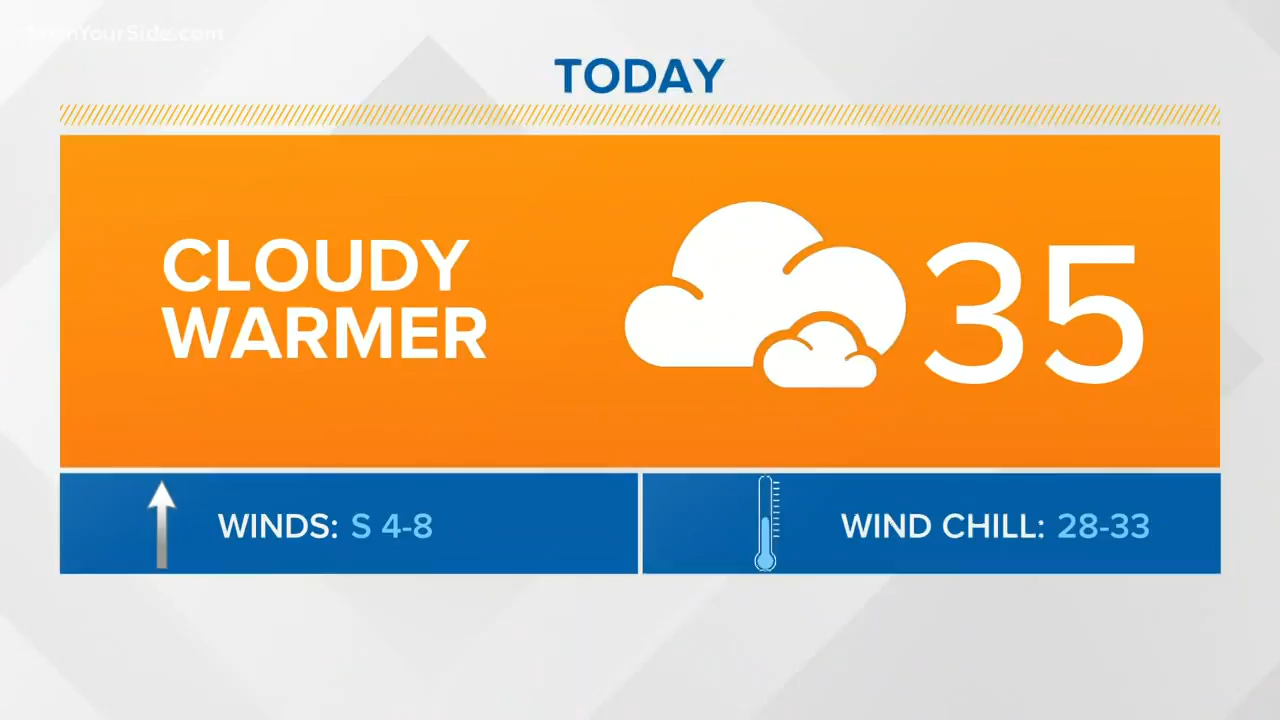 TODAY
CLOUDY
WARMER
35
WINDS: S 4-8
WIND CHILL: 28-33